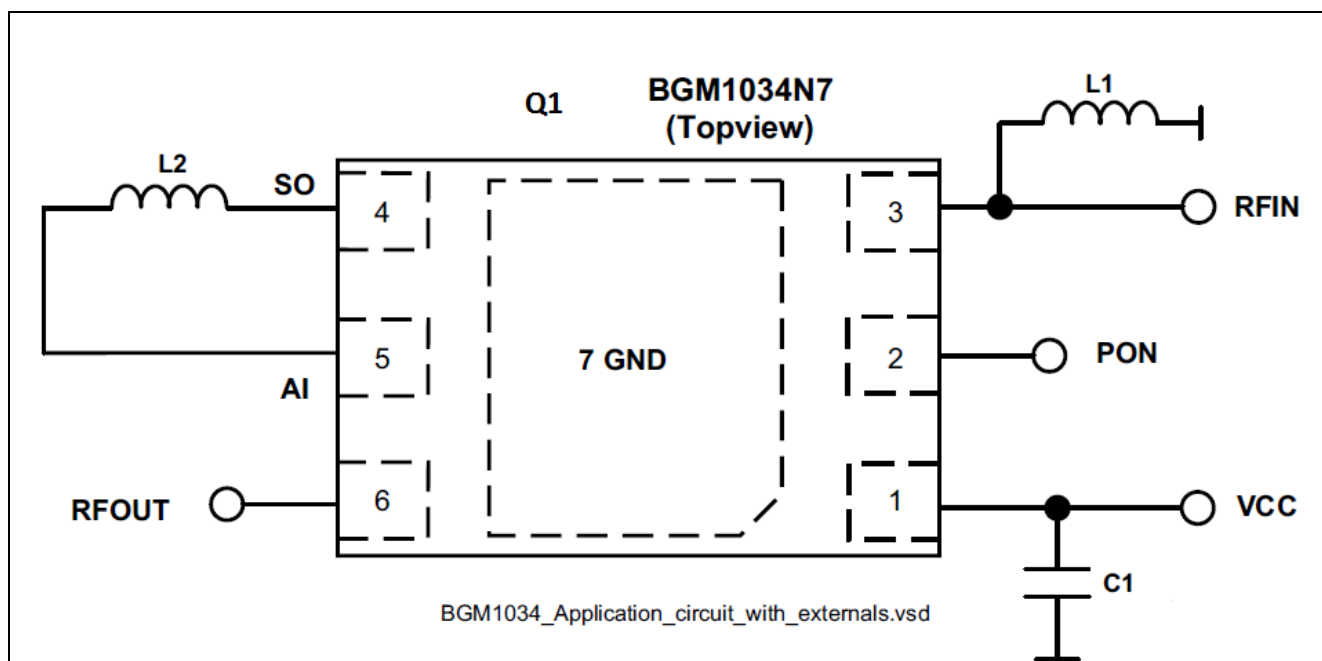 Q1
BGM1034N7
(Topview)
L1
L2
SO
4
3
RFIN
5
7 GND
2
PON
AI
RFOUT
6
1
VCC
C1
BGM1034_Application_circuit_with_externals.vsd